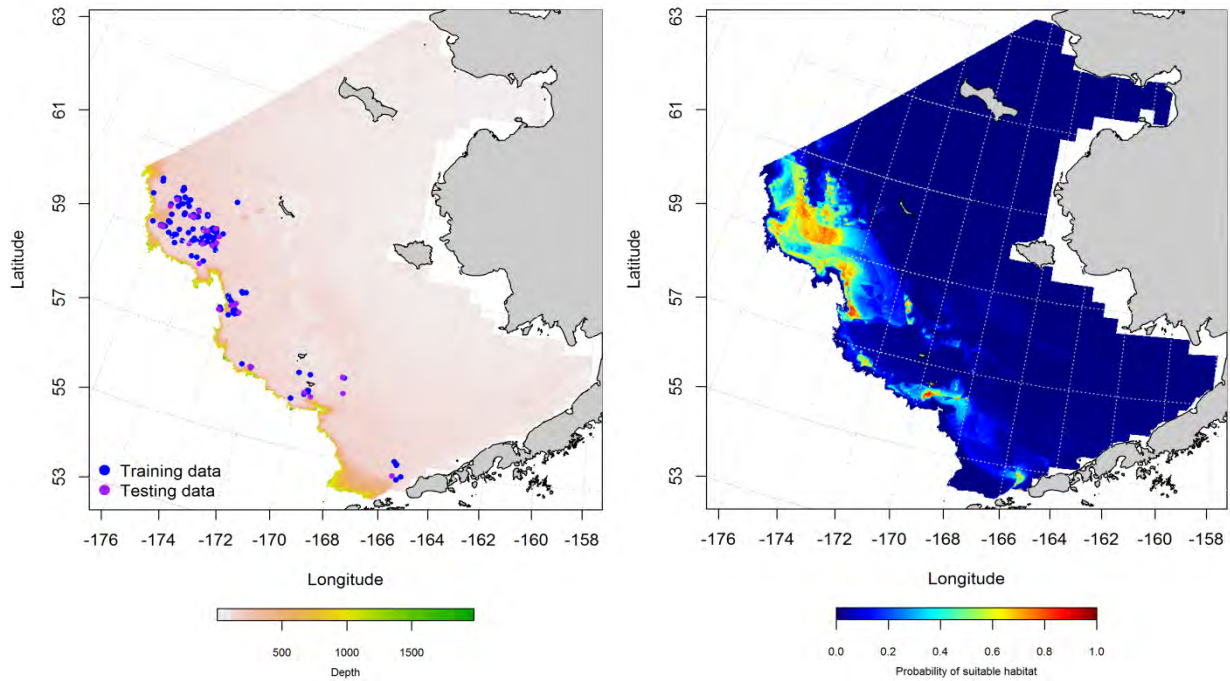 63
61
59
57
55
53
Latitude
Training data
Testing data
-176 -174 -172 -170 -168 -166 -164 -162 -160 -158
Longitude
500 1000 1500
Depth
63
61
59
57
55
53
Latitude
-176 -174 -172 -170 -168 -166 -164 -162 -160 -158
Longitude
0.0 0.2 0.4 0.6 0.8 1.0
Probability of suitable habitat